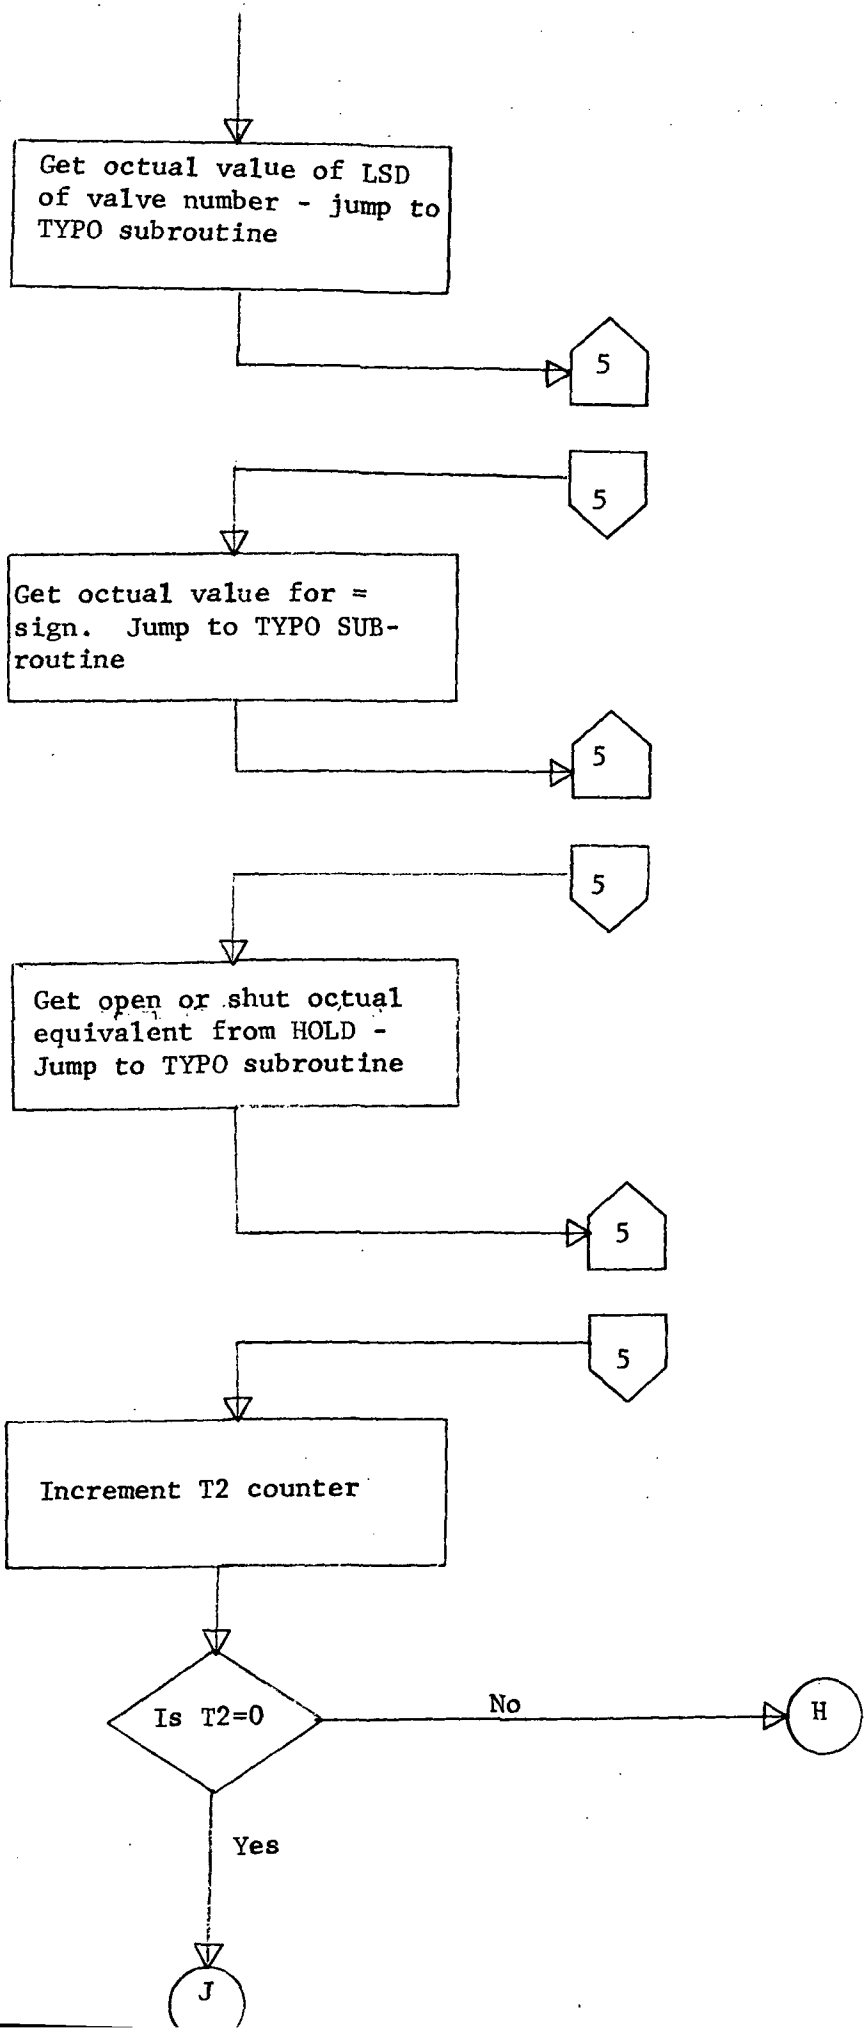 Get octual value of LSD
of valve number - jump to
TYPO subroutine
5
5
Get octual value for =
sign. Jump to TYPO SUB-
routine
5
5
Get open or shut octual
equivalent from HOLD -
Jump to TYPO subroutine
5
5
Increment T2 counter
Is T2=0
No
H
Yes
J